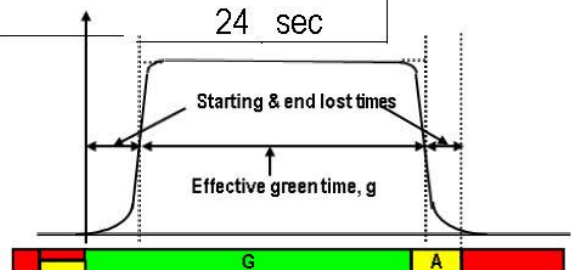 24 sec
Starting & end lost times
Effective green time, g
G A